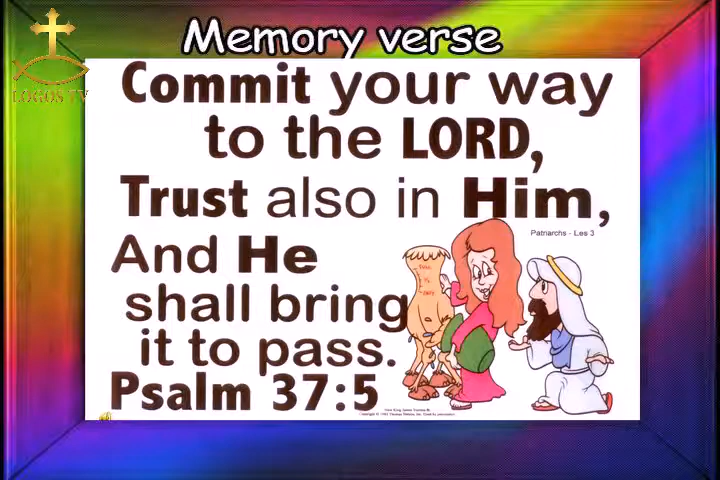 Memory verse
LOGOS TV
Commit your way
to the LORD,
Trust also in Him,
Patriarchs - Les 3
And He
shall bring
it to pass.
Psalm 37:5